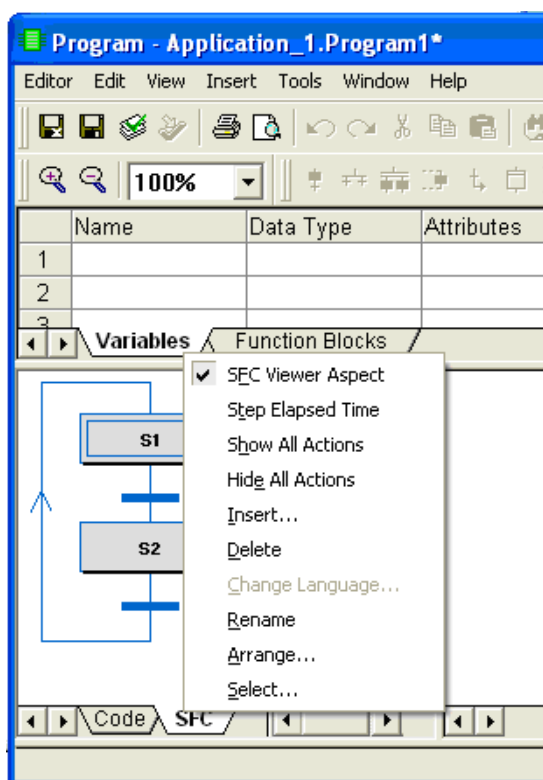 Program - Application_1.Program1*
Editor Edit View Insert Tools Window Help
100%
Name Data Type Attributes
1
2
3
Variables Function Blocks
SFC Viewer Aspect
Step Elapsed Time
Show All Actions
Hide All Actions
Insert...
Delete
Change Language...
Rename
Arrange...
Select...
S1
S2
Code SFC